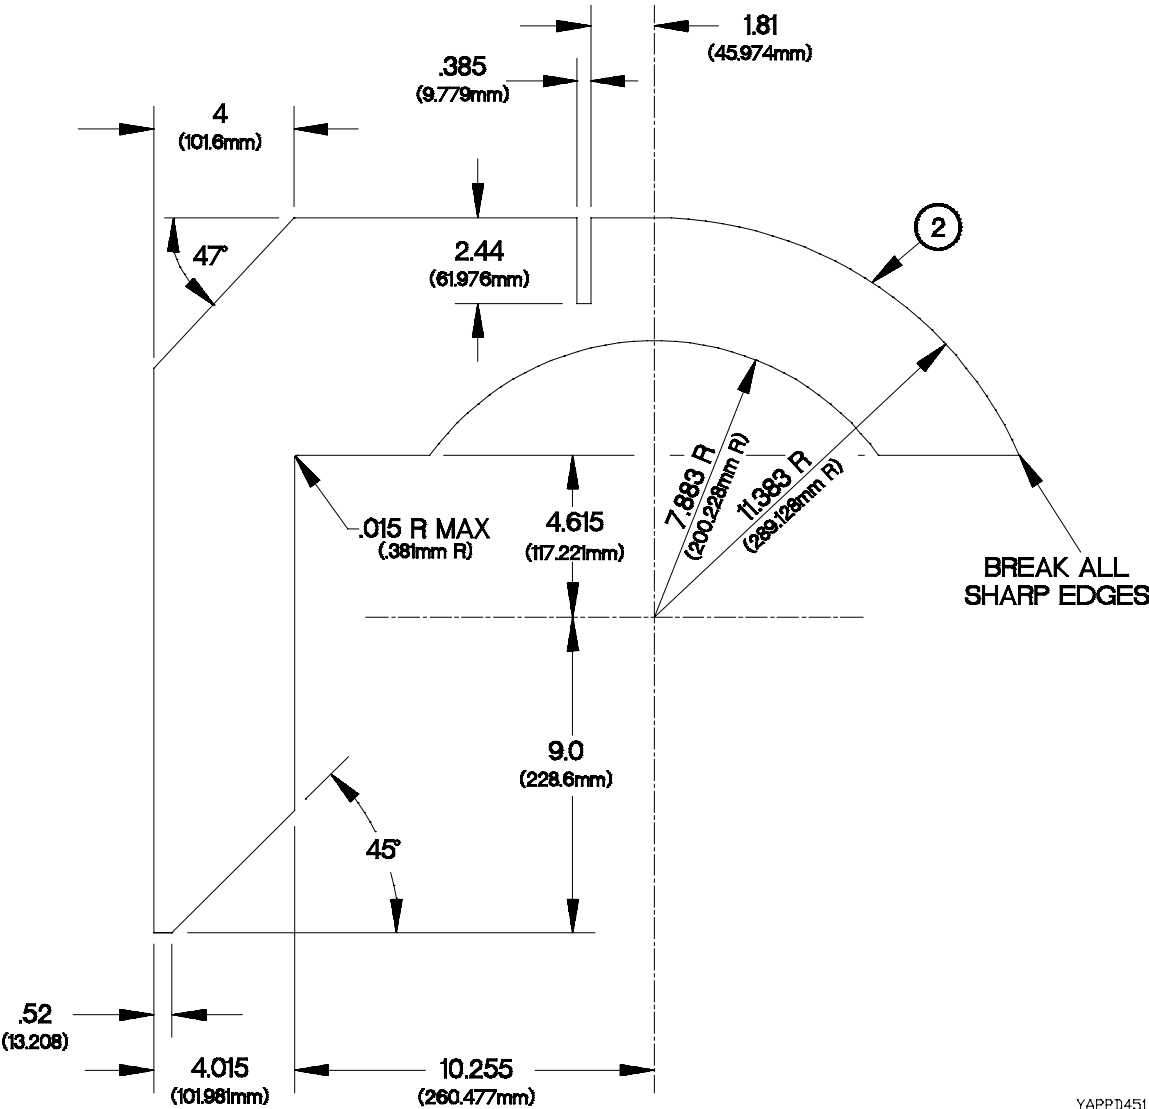 1.81
(45.974mm)
.385
(9.779mm)
4
(101.6mm)
2
47°
2.44
(61.976mm)
7.883 R
(200.228mm R)
11.383 R
(289.128mm R)
.015 R MAX
(.381mm R)
4.615
(117.221mm)
BREAK ALL
SHARP EDGES
9.0
(228.6mm)
45°
.52
(13.208)
4.015
(101.981mm)
10.255
(260.477mm)
YAPPD451